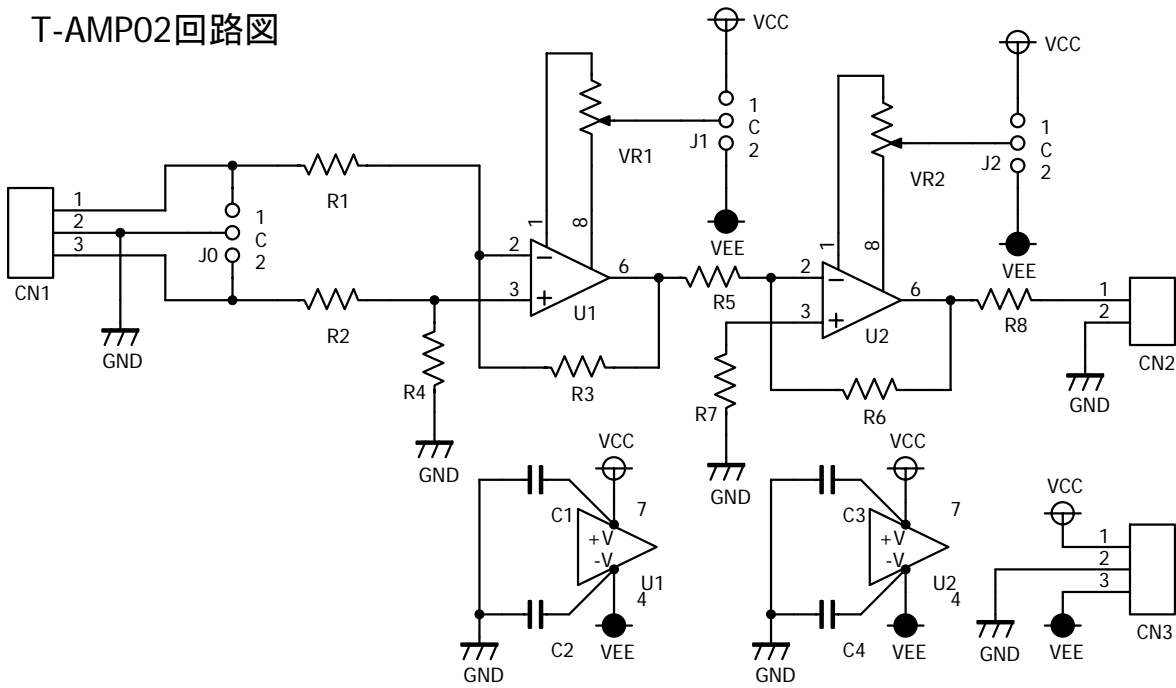 T-AMP02回路図
VCC
VCC
1
C
2
J1
VR1
1
C
2
J2
VR2
VEE
VEE
1
8
1
8
R1
1
2
3
CN1
1
C
2
J0
GND
R2
2
3
6
−
+
U1
R5
2
3
6
−
+
U2
R8
1
2
CN2
GND
R4
GND
R3
R7
GND
R6
VCC
7
C1
+V
-V
U1
4
C2
VEE
GND
VCC
7
C3
+V
-V
U2
4
C4
VEE
GND
VCC
1
2
3
CN3
GND
VEE